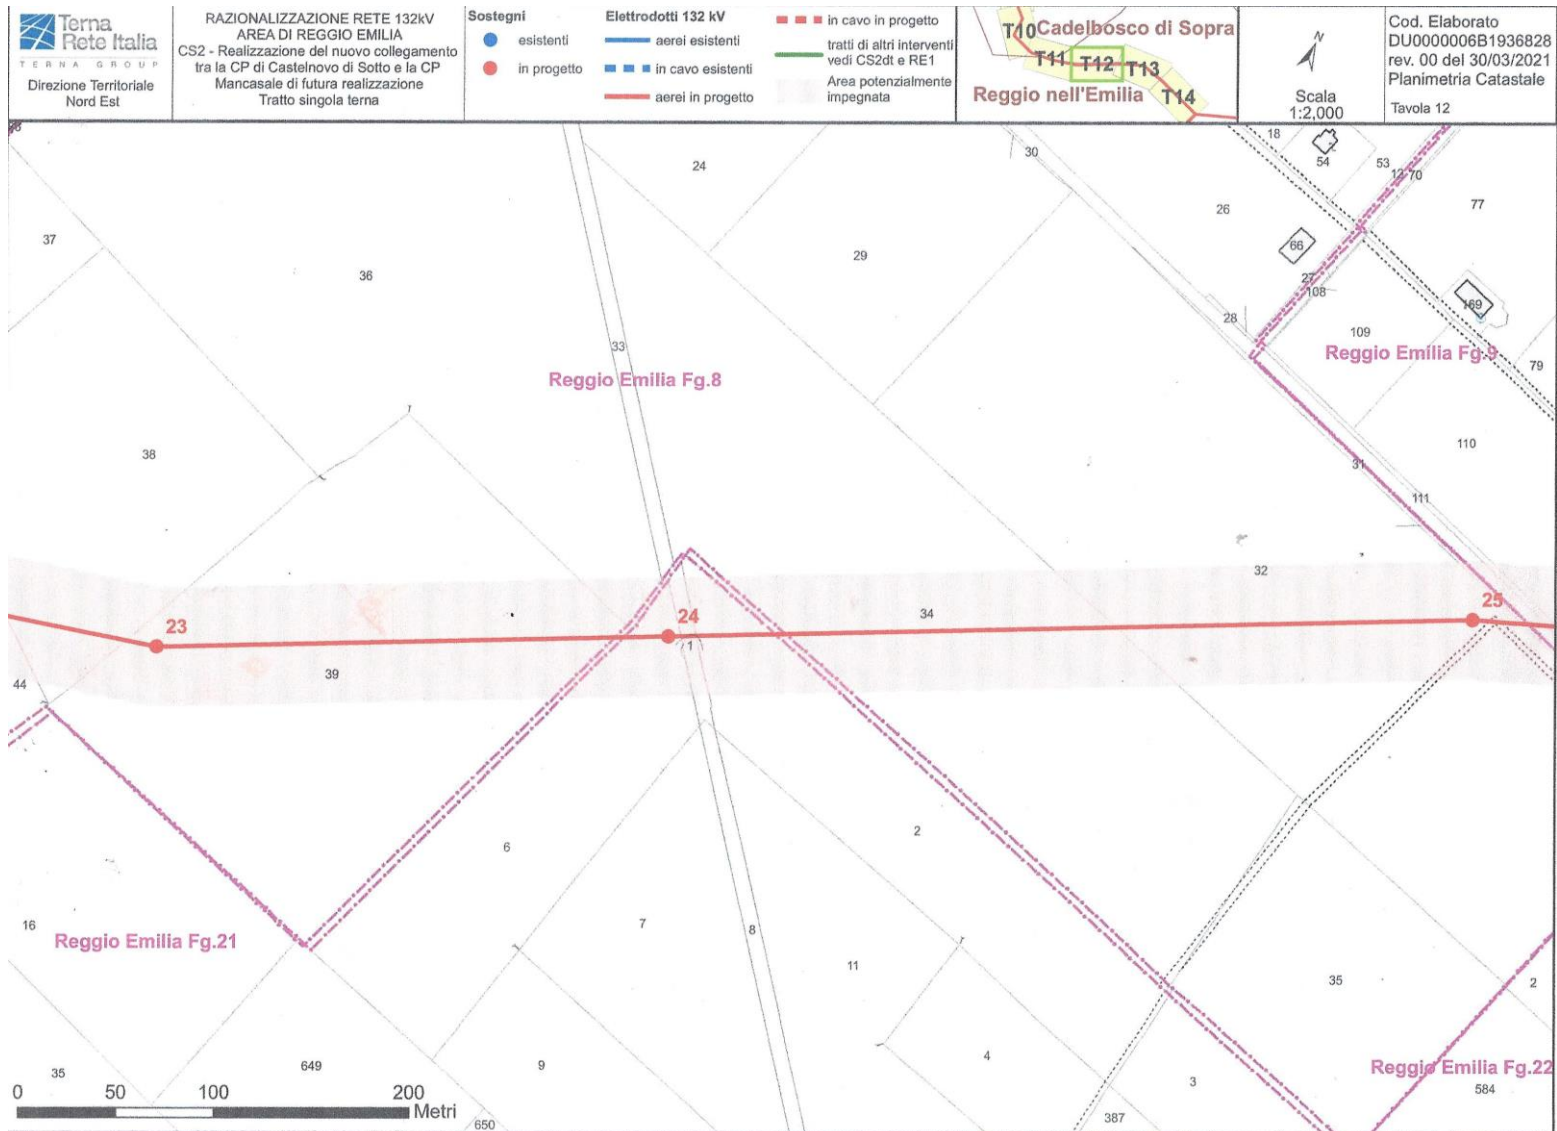 Terna
Rete Italia
TERNA GROUP
Direzione Territoriale
Nord Est
RAZIONALIZZAZIONE RETE 132kV
AREA DI REGGIO EMILIA
CS2 - Realizzazione del nuovo collegamento
tra la CP di Castelnovo di Sotto e la CP
Mancasale di futura realizzazione
Tratto singola terna
Sostegni
esistenti
in progetto
Elettrodotti 132 kV
aerei esistenti
in cavo esistenti
aerei in progetto
in cavo in progetto
tratti di altri interventi
vedi CS2dt e RE1
Area potenzialmente
impegnata
T10
Cadelbosco di Sopra
T11
T12
T13
Reggio nell'Emilia
T14
N
Scala
1:2,000
Cod. Elaborato
DU0000006B1936828
rev. 00 del 30/03/2021
Planimetria Catastale
Tavola 12
18
54
53
12
70
24
30
77
26
37
66
29
36
27
108
169
28
109
33
Reggio Emilia Fg.9
79
Reggio Emilia Fg.8
110
38
31
111
32
25
34
24
23
1
39
44
2
6
7
8
16
Reggio Emilia Fg.21
11
35
2
4
649
9
35
Reggio Emilia Fg.22
3
584
0
50
100
200
Metri
387
650